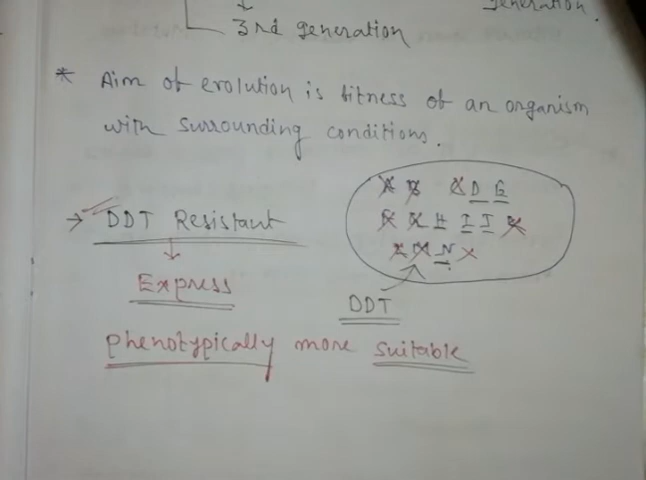 generation.
3rd generation
* Aim of evolution is fitness of an organism
with surrounding conditions.
→ DDT Resistant
↓
Express
phenotypically more suitable
A B C D E
H I J
N
DDT